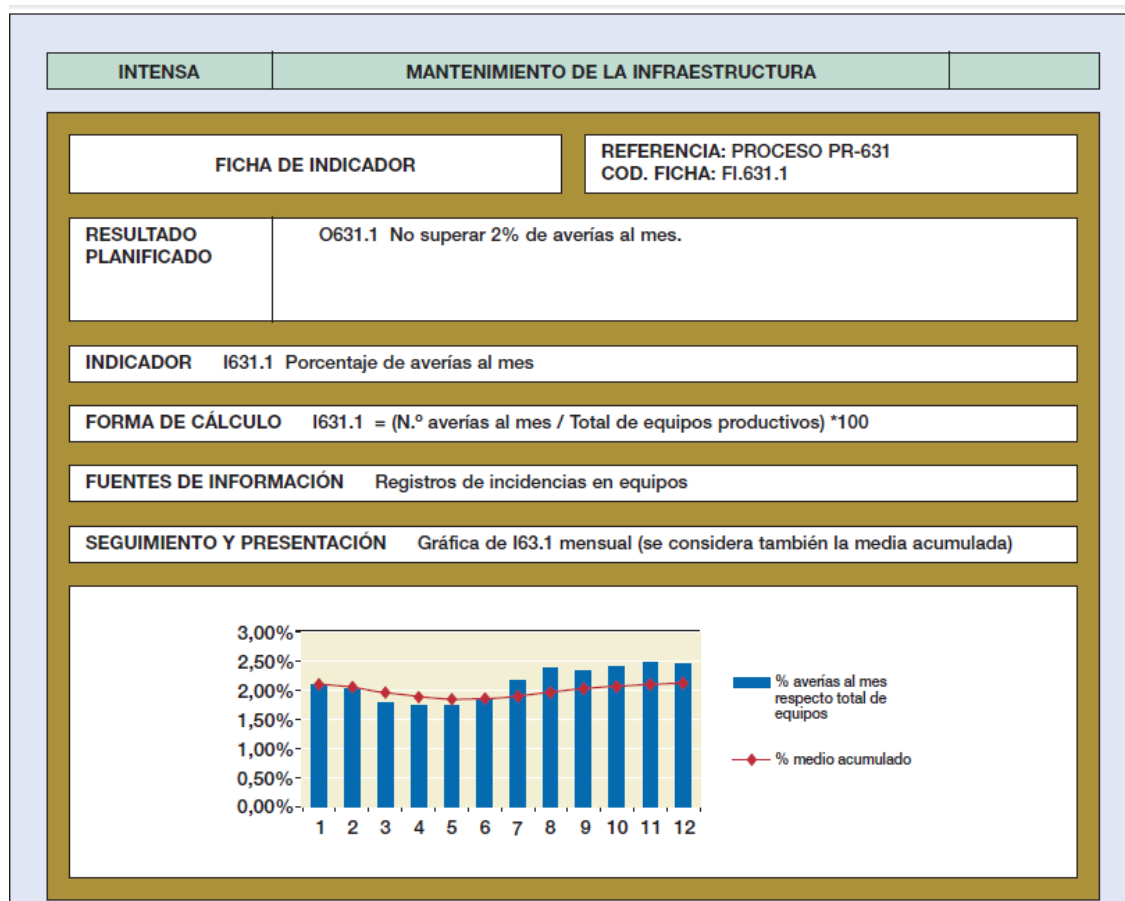 INTENSA
MANTENIMIENTO DE LA INFRAESTRUCTURA
FICHA DE INDICADOR
REFERENCIA: PROCESO PR-631
COD. FICHA: FI.631.1
RESULTADO
PLANIFICADO
O631.1 No superar 2% de averías al mes.
INDICADOR I631.1 Porcentaje de averías al mes
FORMA DE CÁLCULO I631.1 = (N.º averías al mes / Total de equipos productivos) *100
FUENTES DE INFORMACIÓN Registros de incidencias en equipos
SEGUIMIENTO Y PRESENTACIÓN Gráfica de I63.1 mensual (se considera también la media acumulada)
3,00%
2,50%
2,00%
1,50%
1,00%
0,50%
0,00%
1 2 3 4 5 6 7 8 9 10 11 12
% averías al mes
respecto total de
equipos
% medio acumulado